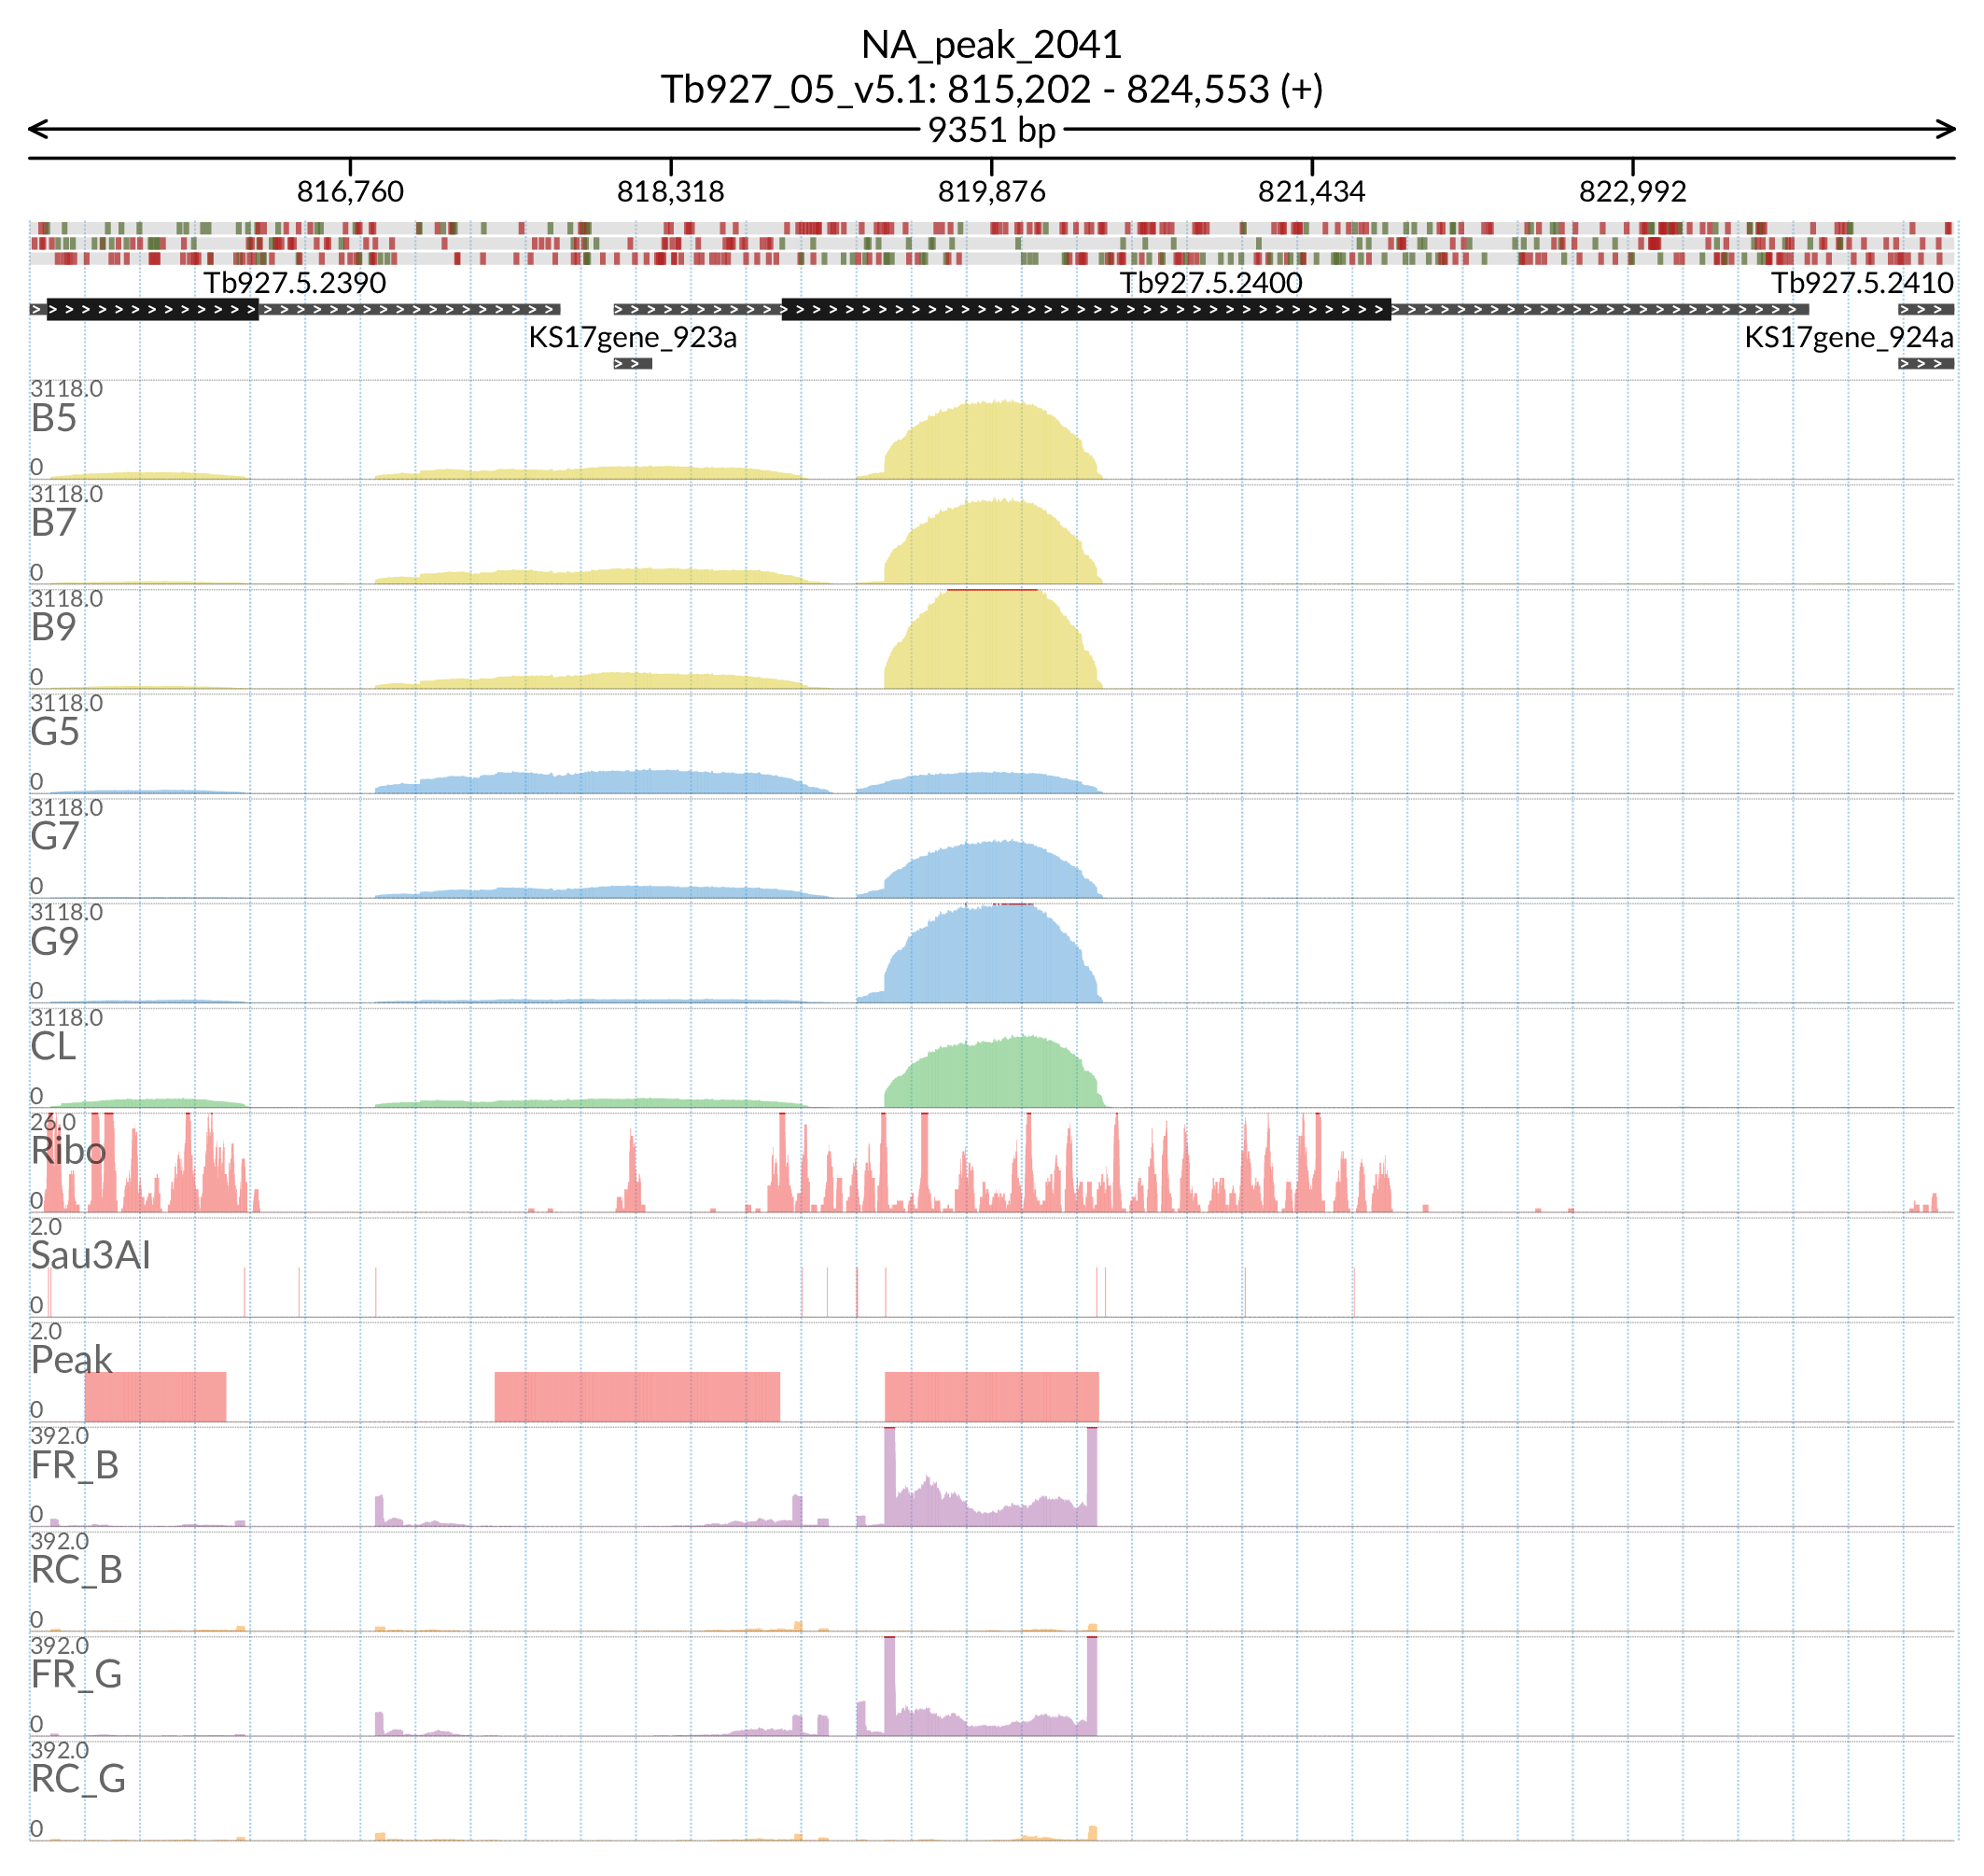 NA_peak_2041
Tb927_05_v5.1: 815,202 - 824,553 (+)
9351 bp
816,760 818,318 819,876 821,434 822,992
Tb927.5.2390 Tb927.5.2400 Tb927.5.2410
KS17gene_923a KS17gene_924a
3118.0
B5
0
3118.0
B7
0
3118.0
B9
0
3118.0
G5
0
3118.0
G7
0
3118.0
G9
0
3118.0
CL
0
26.0
Ribo
0
2.0
Sau3AI
0
2.0
Peak
0
392.0
FR_B
0
392.0
RC_B
0
392.0
FR_G
0
392.0
RC_G
0